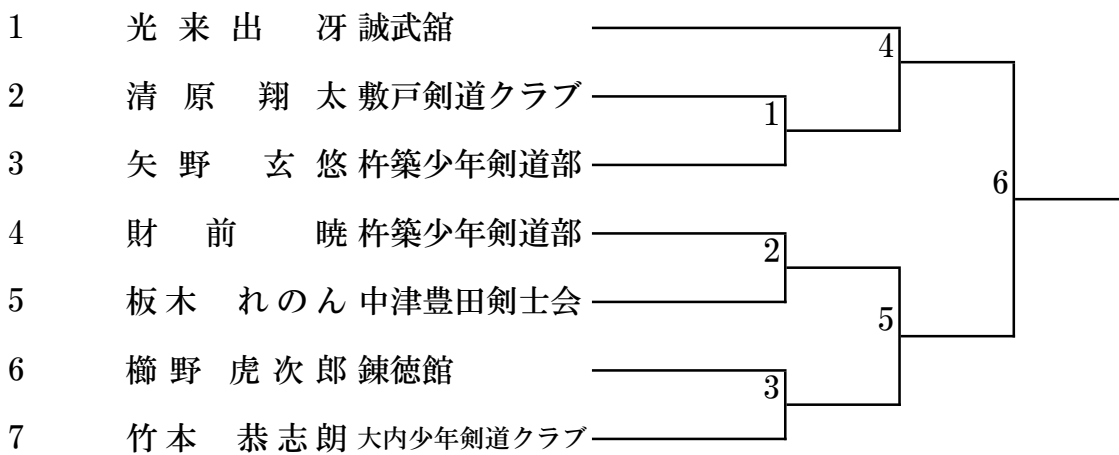 1 光来出 冴 誠武舘
2 清原 翔太 敷戸剣道クラブ
3 矢野 玄悠 杵築少年剣道部
4 財前 暁 杵築少年剣道部
5 板木 れのん 中津豊田剣士会
6 櫛野 虎次郎 錬徳館
7 竹本 恭志朗 大内少年剣道クラブ
4
1
6
2
5
3